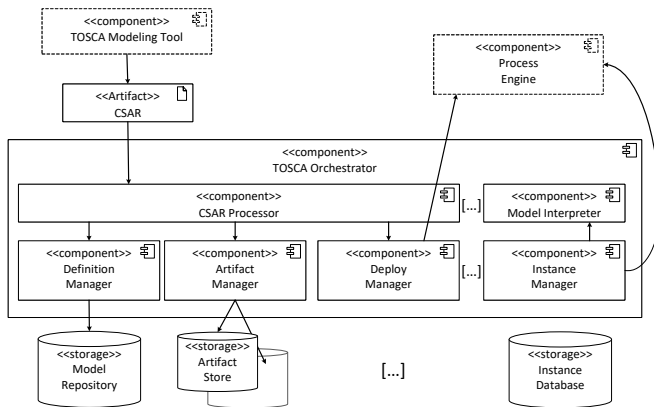 <<component>>
TOSCA Modeling Tool
<<component>>
Process
Engine
<<Artifact>>
CSAR
<<component>>
TOSCA Orchestrator
<<component>>
CSAR Processor
[...]
<<component>>
Model Interpreter
<<component>>
Definition
Manager
<<component>>
Artifact
Manager
<<component>>
Deploy
Manager
[...]
<<component>>
Instance
Manager
<<storage>>
Model
Repository
<<storage>>
Artifact
Store
[...]
<<storage>>
Instance
Database